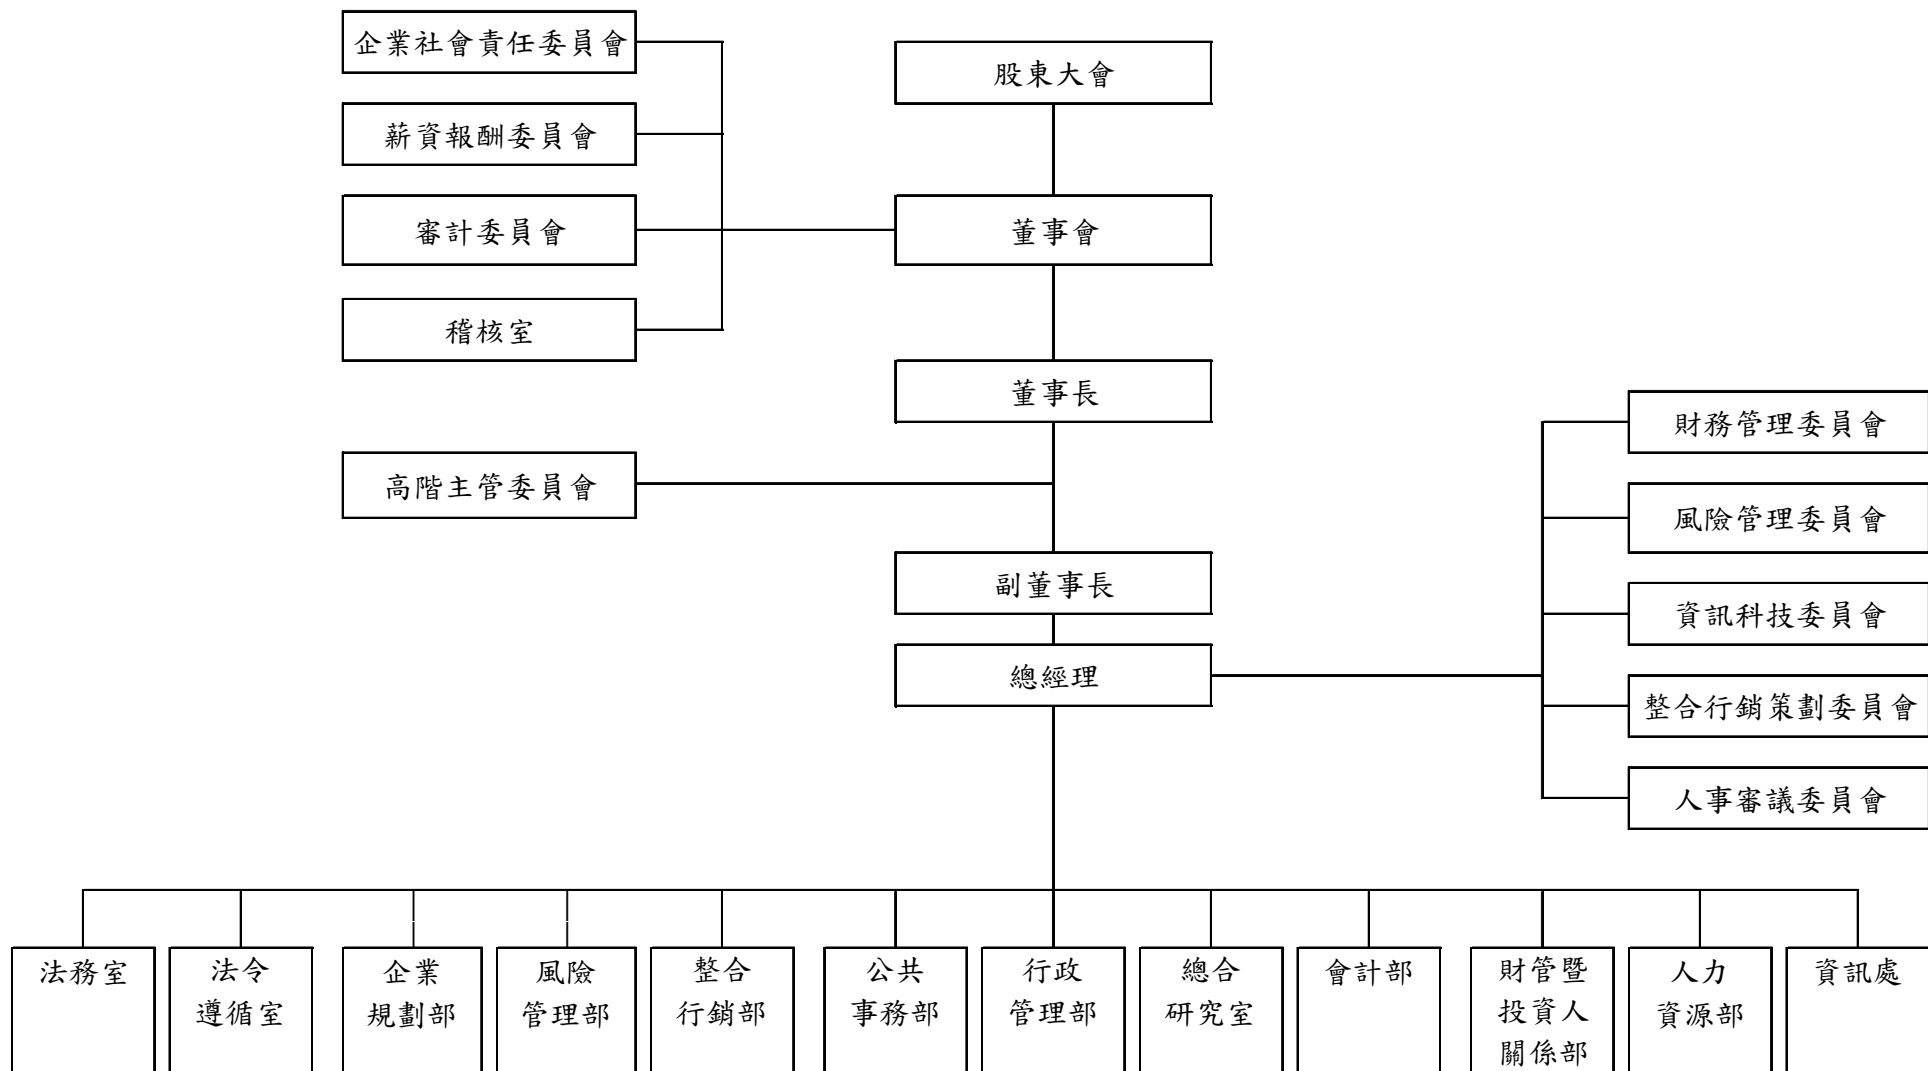 企業社會責任委員會
股東大會
薪資報酬委員會
審計委員會
董事會
稽核室
董事長
財務管理委員會
高階主管委員會
風險管理委員會
副董事長
資訊科技委員會
總經理
整合行銷策劃委員會
人事審議委員會
法務室
法令
遵循室
企業
規劃部
風險
管理部
整合
行銷部
公共
事務部
行政
管理部
總合
研究室
會計部
財管暨
投資人
關係部
人力
資源部
資訊處